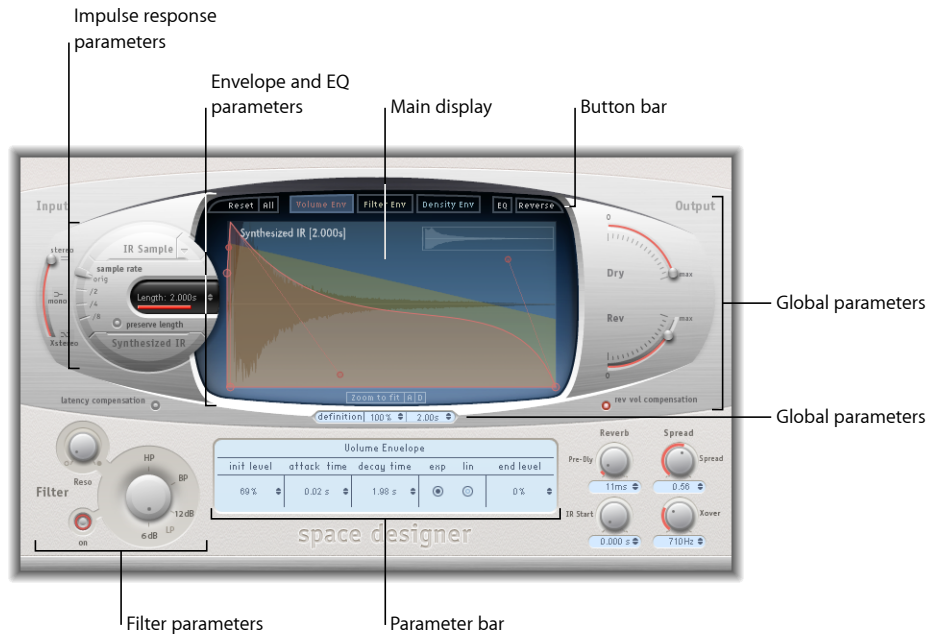 Impulse response
parameters
Envelope and EQ
parameters
Main display
Button bar
Input
Reset All Volume Env Filter Env Density Env EQ Reverse
Output
Synthesized IR [2.000s]
stereo
mono
Xstereo
IR Sample
sample rate
orig
/2
/4
/8
Length: 2.000s
preserve length
Synthesized IR
0
Dry
max
Rev
max
0
Global parameters
Zoom to fit A D
latency compensation
rev vol compensation
definition 100% 2.00s
Global parameters
Reso
Filter
on
HP
BP
12dB
LP
6dB
Volume Envelope
init level attack time decay time exp lin end level
69% 0.02 s 1.98 s 0%
space designer
Reverb Spread
Pre-Dly
Spread
11ms 0.56
IR Start
Xover
0.000 s 710Hz
Filter parameters
Parameter bar